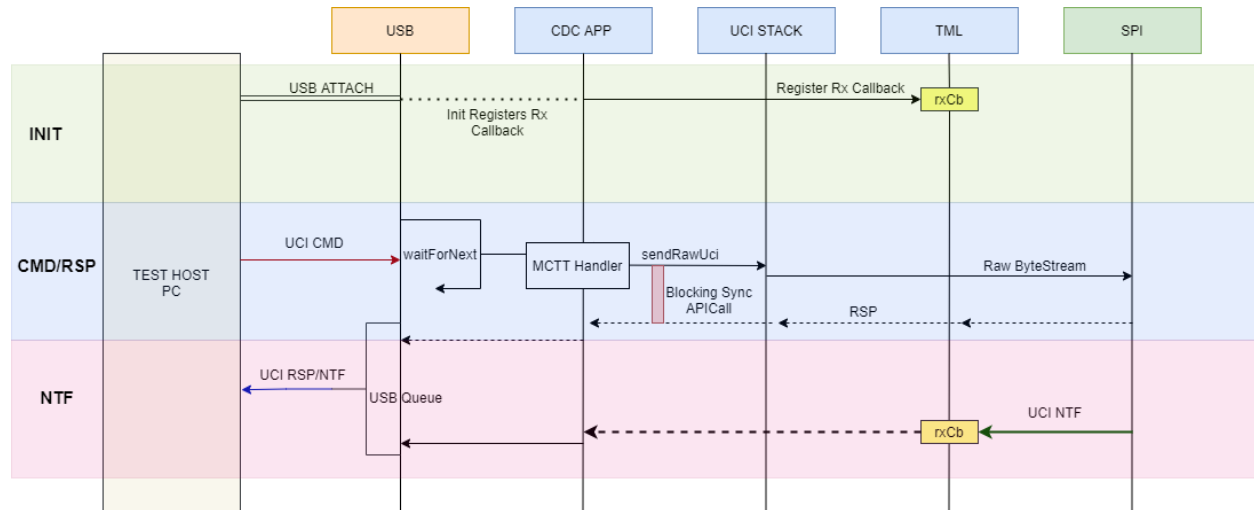 USB
CDC APP
UCI STACK
TML
SPI
USB ATTACH
Register Rx Callback
rxCb
Init Registers Rx
Callback
INIT
UCI CMD
waitForNext
MCTT Handler
sendRawUci
Raw ByteStream
CMD/RSP
TEST HOST
PC
Blocking Sync
APICall
RSP
UCI RSP/NTF
USB Queue
NTF
UCI NTF
rxCb